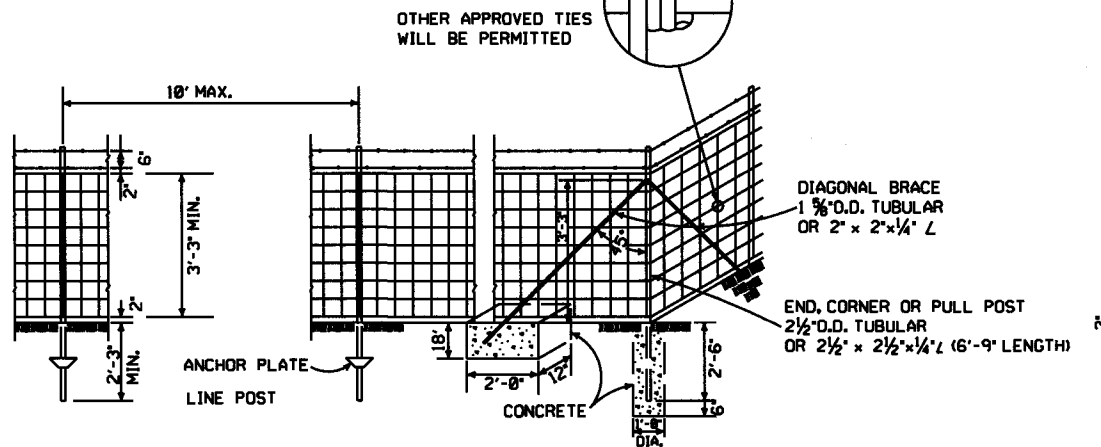 OTHER APPROVED TIES
WILL BE PERMITTED
10' MAX.
6"
2"
3'-3" MIN.
2"
2'-3"
MIN.
ANCHOR PLATE
LINE POST
3'-3"
45°
18'
2'-0"
12"
CONCRETE
DIAGONAL BRACE
1 5/8"O.D. TUBULAR
OR 2" x 2"x1/4" L
END, CORNER OR PULL POST
2½"O.D. TUBULAR
OR 2½" x 2½"x¼"L (6'-9" LENGTH)
2'-6"
6"
DIA.
2"